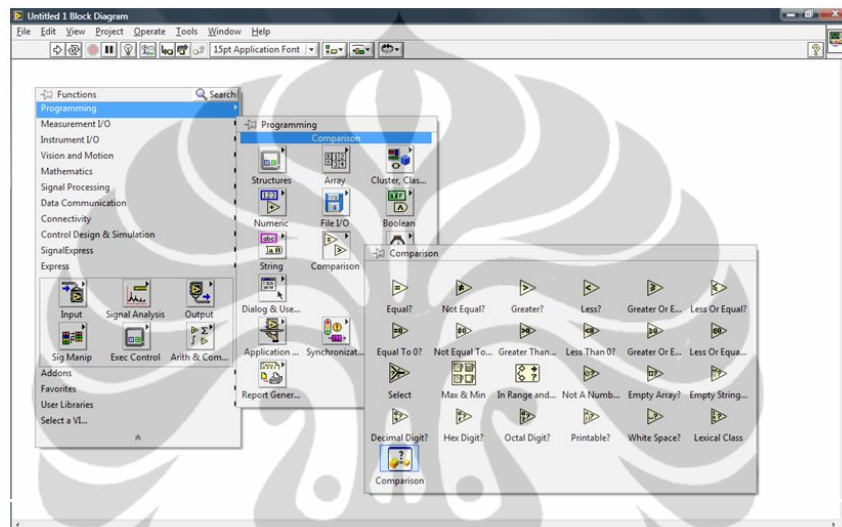 Untitled 1 Block Diagram
File Edit View Project Operate Tools Window Help
15pt Application Font
Functions Search
Programming
Measurement I/O
Instrument I/O
Vision and Motion
Mathematics
Signal Processing
Data Communication
Connectivity
Control Design & Simulation
SignalExpress
Express
Input Signal Analysis Output
Sig Manip Exec Control Arith & Com...
Addons
Favorites
User Libraries
Select a VI...
Programming
Comparison
Structures Array Cluster, Clas...
Numeric File I/O Boolean
String Comparison
Dialog & Use...
Application ... Synchronizat...
Report Gener...
Comparison
Equal? Not Equal? Greater? Less? Greater Or E... Less Or Equal?
Equal To 0? Not Equal To... Greater Than... Less Than 0? Greater Or E... Less Or Equa...
Select Max & Min In Range and... Not A Numb... Empty Array? Empty String...
Decimal Digit? Hex Digit? Octal Digit? Printable? White Space? Lexical Class
Comparison